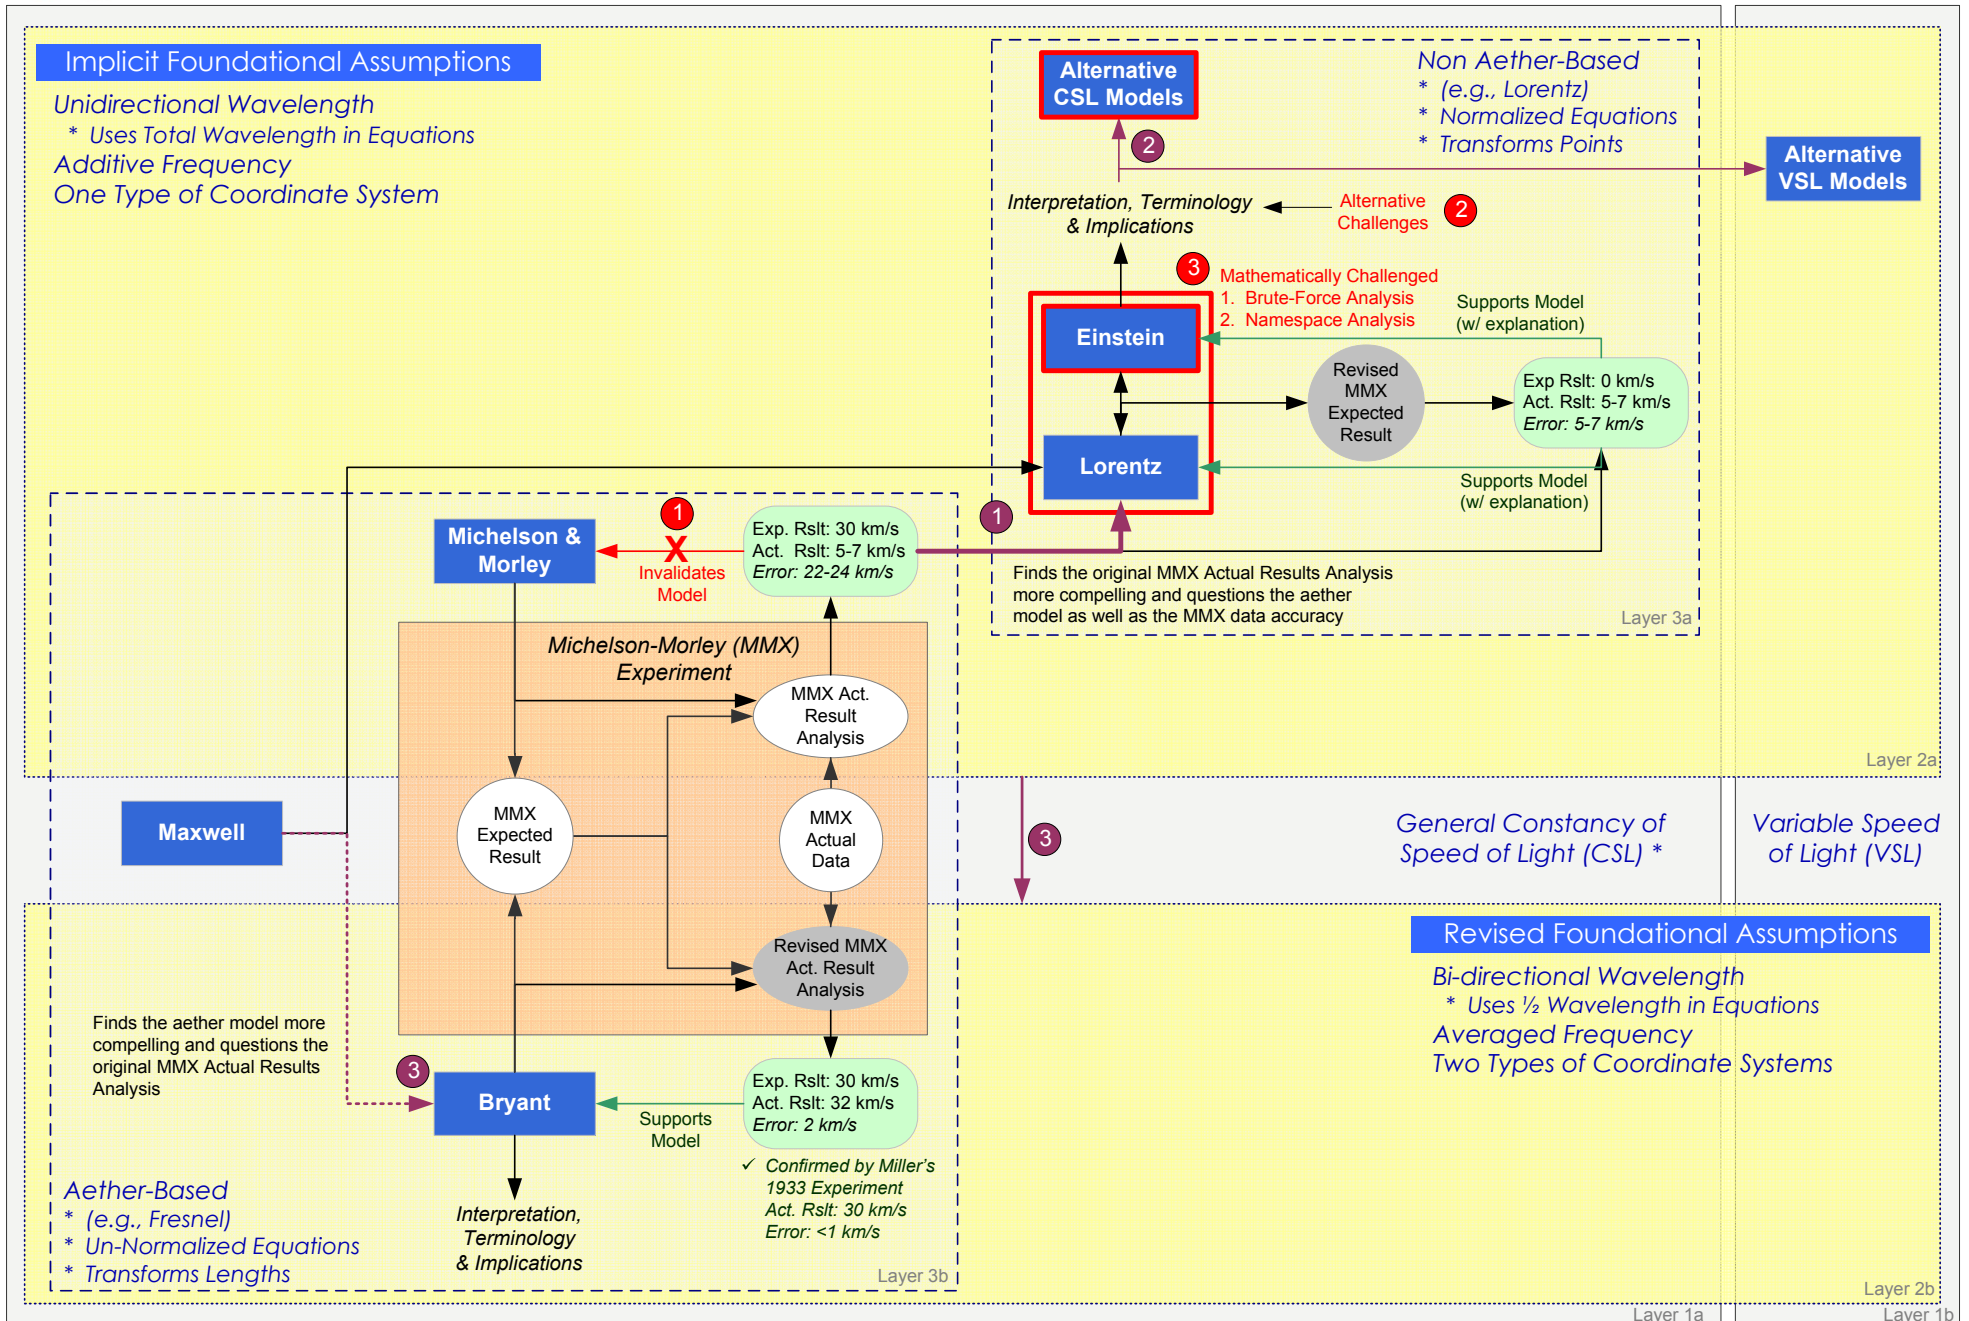 Implicit Foundational Assumptions
Unidirectional Wavelength
* Uses Total Wavelength in Equations
Additive Frequency
One Type of Coordinate System
Alternative
CSL Models
Non Aether-Based
* (e.g., Lorentz)
* Normalized Equations
* Transforms Points
2
Alternative
VSL Models
Interpretation, Terminology
& Implications
Alternative
Challenges
2
3
Mathematically Challenged
1. Brute-Force Analysis
2. Namespace Analysis
Supports Model
(w/ explanation)
Einstein
Revised
MMX
Expected
Result
Exp Rslt: 0 km/s
Act. Rslt: 5-7 km/s
Error: 5-7 km/s
Lorentz
Supports Model
(w/ explanation)
1
Finds the original MMX Actual Results Analysis
more compelling and questions the aether
model as well as the MMX data accuracy
Layer 3a
Michelson &
Morley
1
X
Invalidates
Model
Exp. Rslt: 30 km/s
Act. Rslt: 5-7 km/s
Error: 22-24 km/s
Michelson-Morley (MMX)
Experiment
MMX Act.
Result
Analysis
Layer 2a
Maxwell
MMX
Expected
Result
MMX
Actual
Data
3
General Constancy of
Speed of Light (CSL) *
Variable Speed
of Light (VSL)
Revised MMX
Act. Result
Analysis
Revised Foundational Assumptions
Bi-directional Wavelength
* Uses ½ Wavelength in Equations
Averaged Frequency
Two Types of Coordinate Systems
Finds the aether model more
compelling and questions the
original MMX Actual Results
Analysis
3
Bryant
Supports
Model
Exp. Rslt: 30 km/s
Act. Rslt: 32 km/s
Error: 2 km/s
✓ Confirmed by Miller's
1933 Experiment
Act. Rslt: 30 km/s
Error: <1 km/s
Aether-Based
* (e.g., Fresnel)
* Un-Normalized Equations
* Transforms Lengths
Interpretation,
Terminology
& Implications
Layer 3b
Layer 2b
Layer 1a
Layer 1b